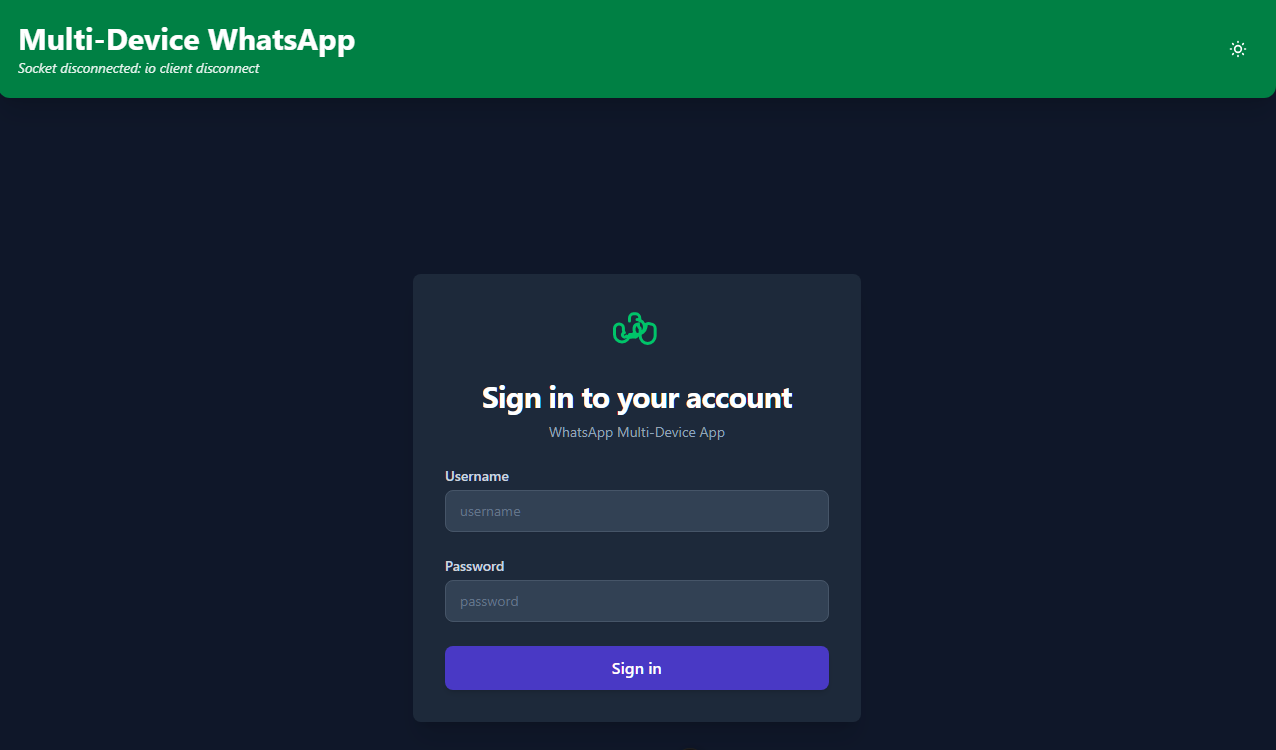 Multi-Device WhatsApp
Socket disconnected: io client disconnect
Sign in to your account
WhatsApp Multi-Device App
Username
username
Password
password
Sign in